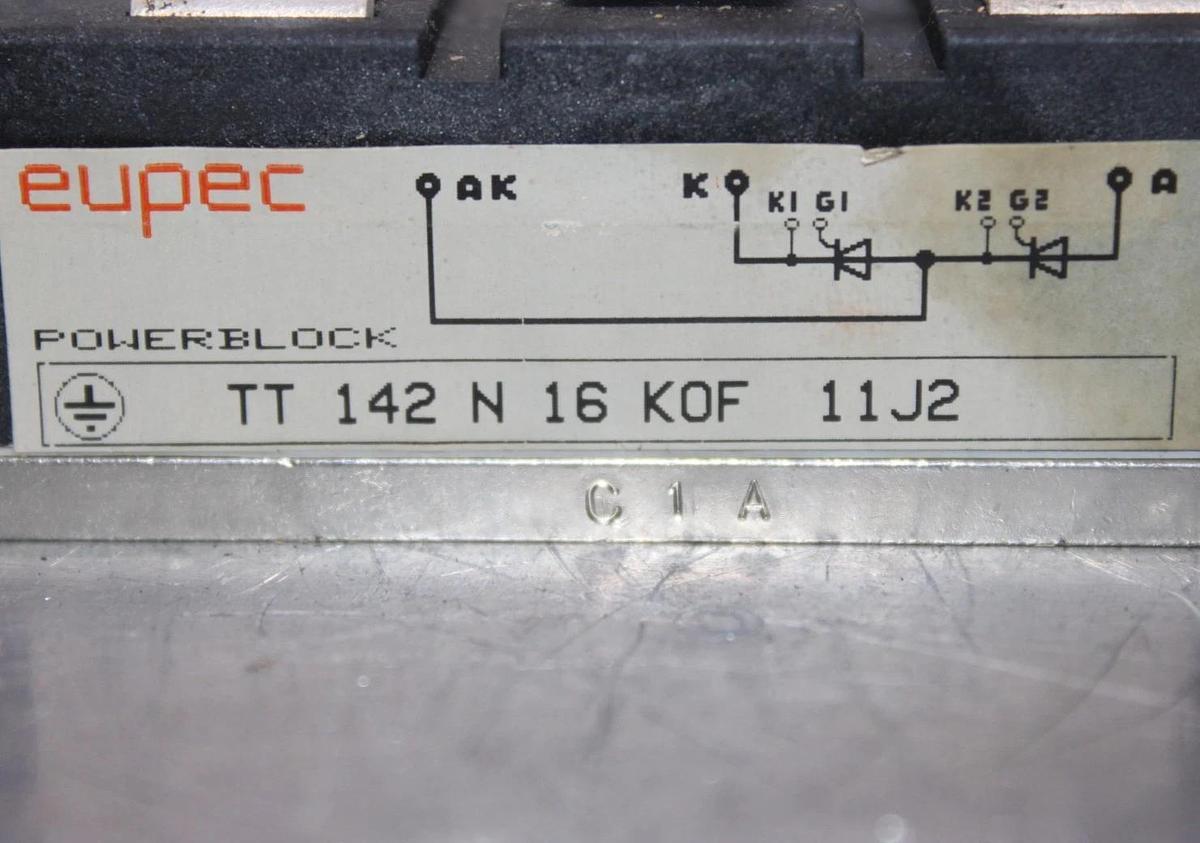 eupec
AK K K1 G1 K2 G2 A
POWERBLOCK
TT 142 N 16 KOF 11J2
C 1 A